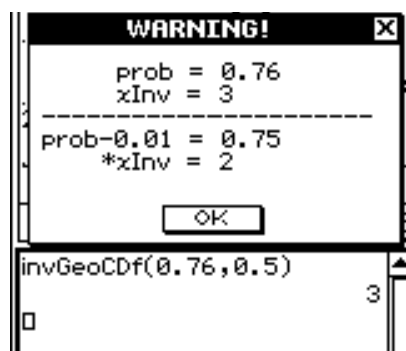 WARNING!
prob = 0.76
xInv = 3
prob-0.01 = 0.75
*xInv = 2
OK
invGeoCDf(0.76,0.5)
3